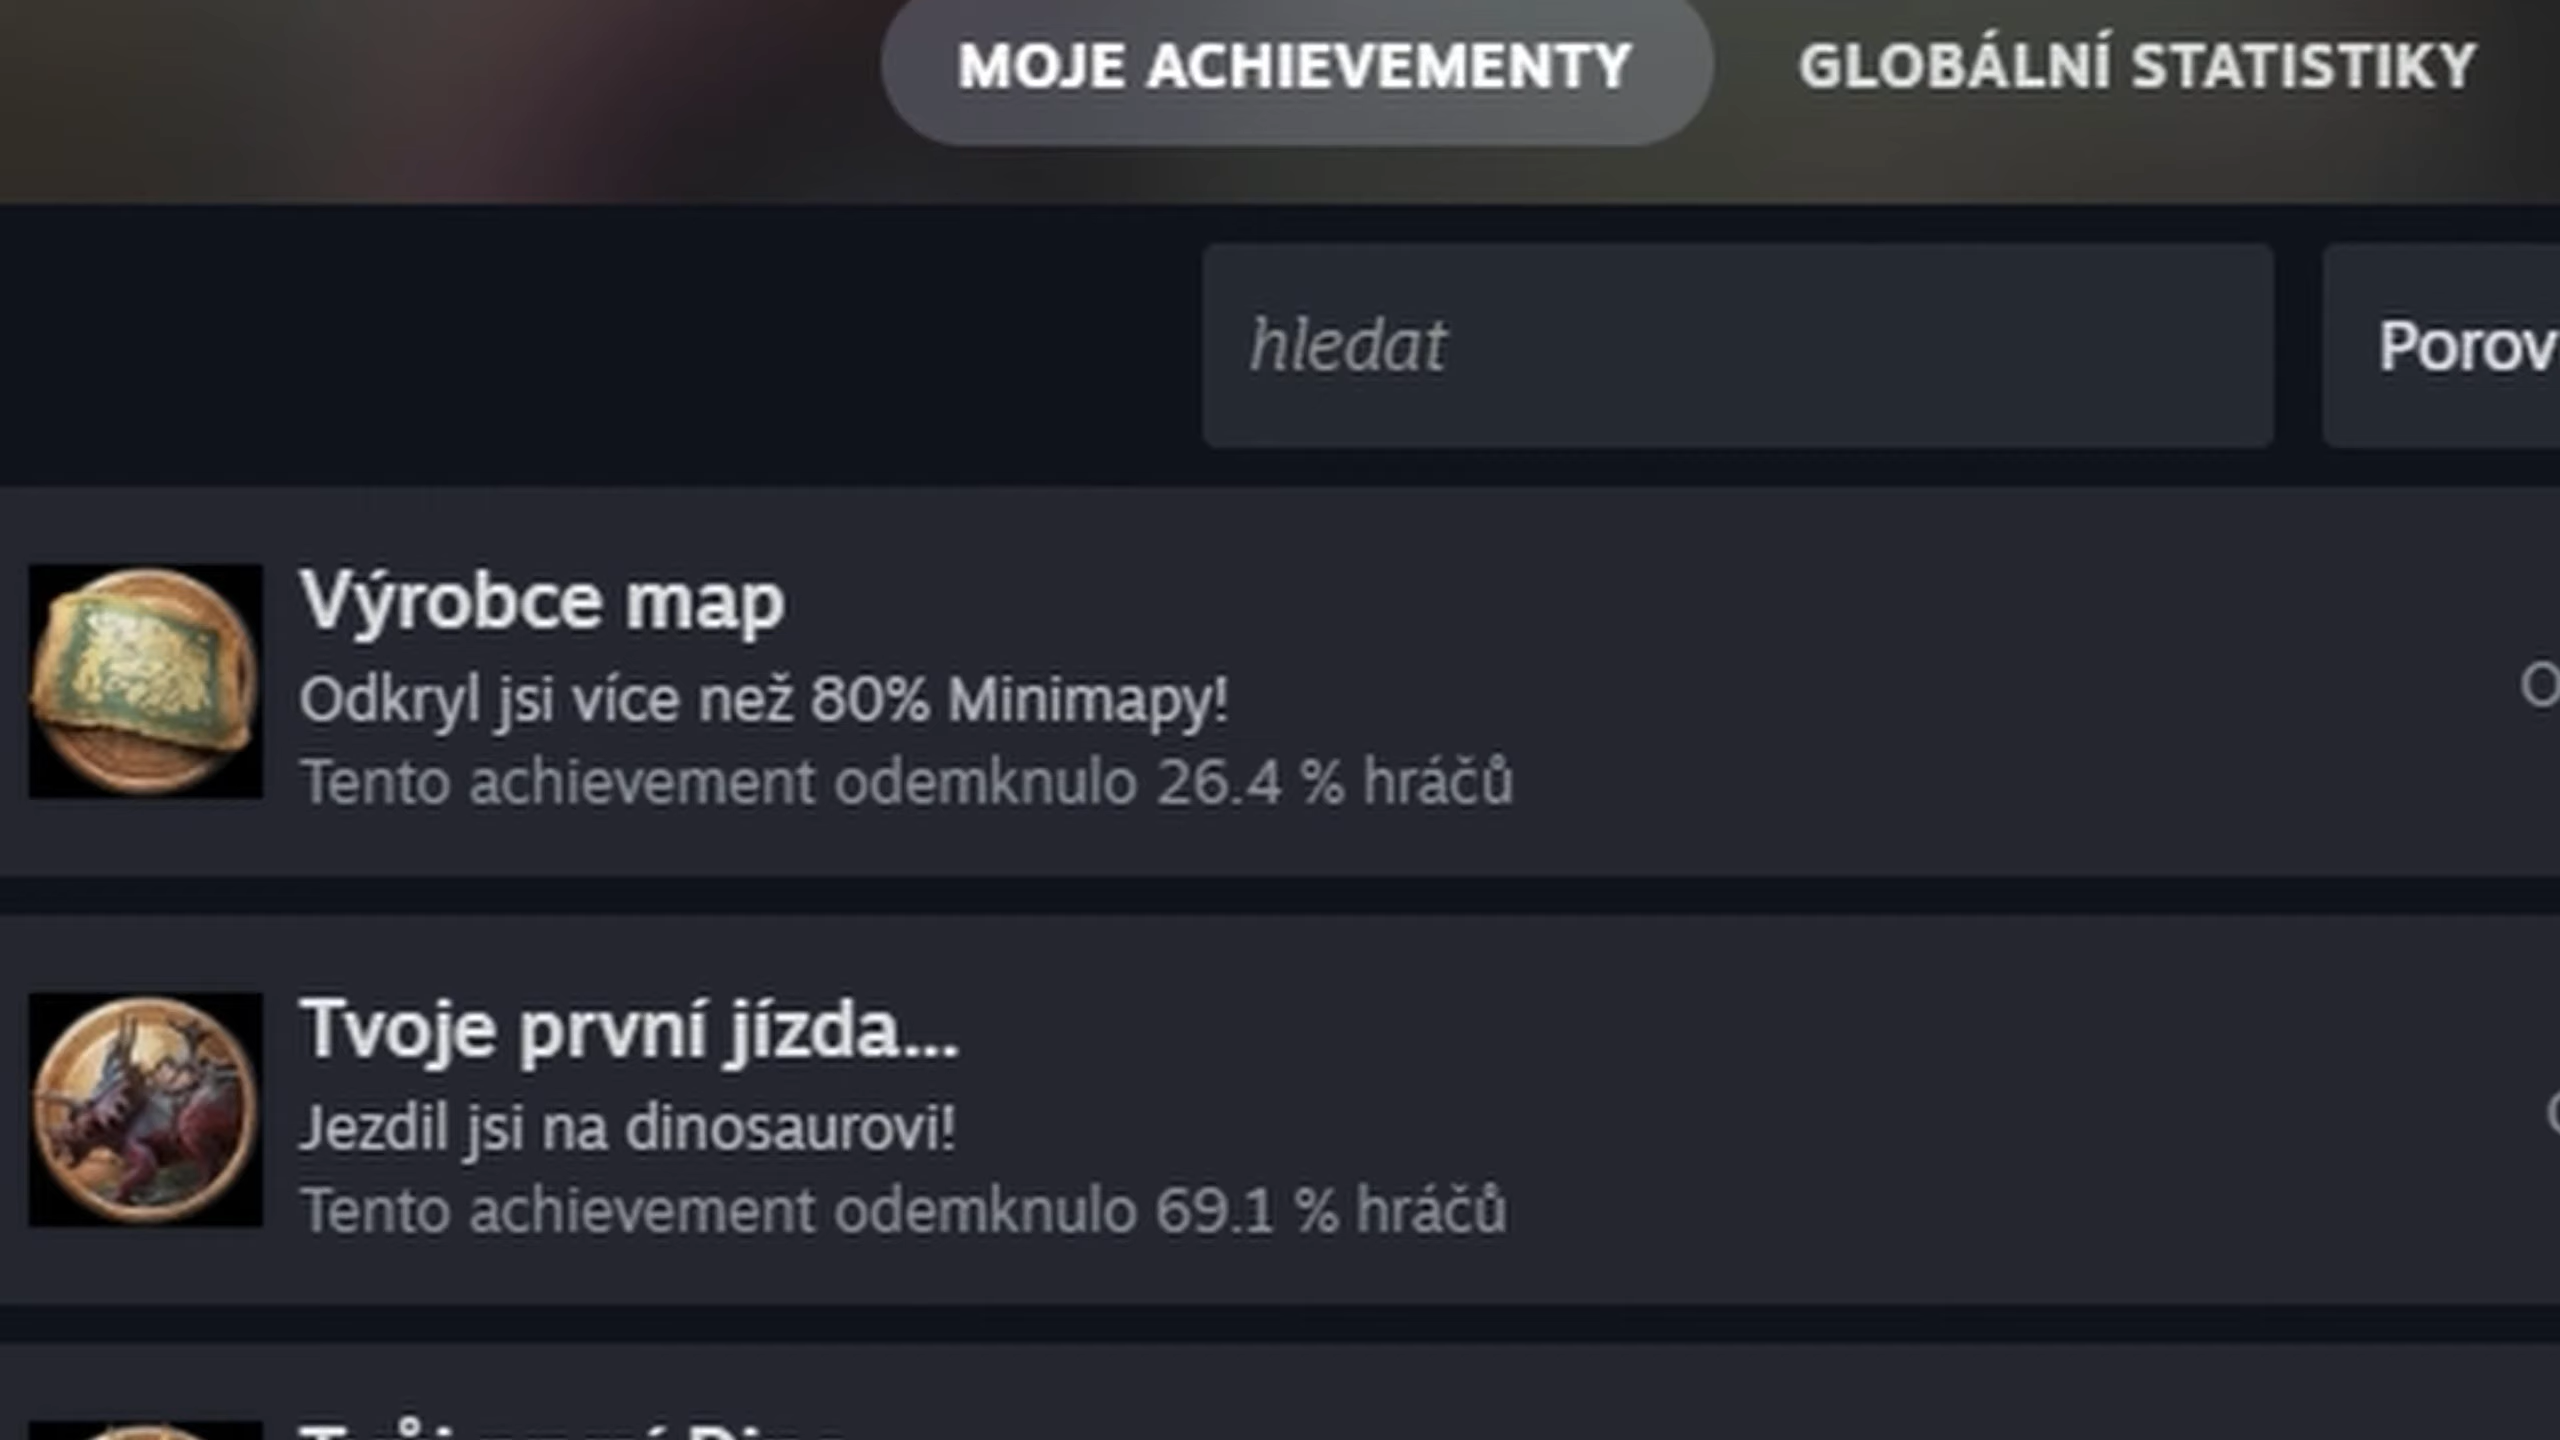 MOJE ACHIEVEMENTY GLOBÁLNÍ STATISTIKY
hledat
Výrobce map
Odkryl jsi více než 80% Minimapy!
Tento achievement odemknulo 26.4 % hráčů
Tvoje první jízda...
Jezdil jsi na dinosaurovi!
Tento achievement odemknulo 69.1 % hráčů